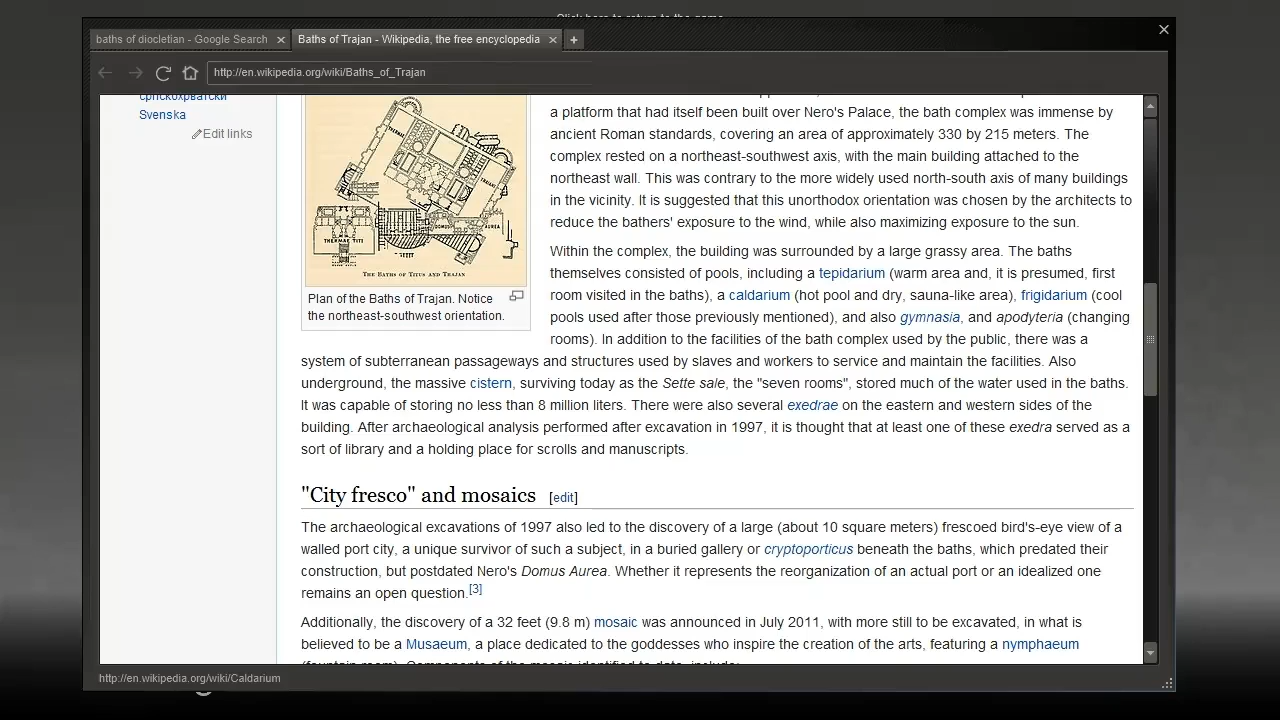 baths of diocletian - Google Search
Baths of Trajan - Wikipedia, the free encyclopedia
http://en.wikipedia.org/wiki/Baths_of_Trajan
српскохрватски
Svenska
Edit links
THERMAE
TRAIANI
THERMAE TITI
DOMUS
AUREA
THE BATHS OF TITUS AND TRAJAN
Plan of the Baths of Trajan. Notice
the northeast-southwest orientation.
a platform that had itself been built over Nero's Palace, the bath complex was immense by
ancient Roman standards, covering an area of approximately 330 by 215 meters. The
complex rested on a northeast-southwest axis, with the main building attached to the
northeast wall. This was contrary to the more widely used north-south axis of many buildings
in the vicinity. It is suggested that this unorthodox orientation was chosen by the architects to
reduce the bathers' exposure to the wind, while also maximizing exposure to the sun.
Within the complex, the building was surrounded by a large grassy area. The baths
themselves consisted of pools, including a tepidarium (warm area and, it is presumed, first
room visited in the baths), a caldarium (hot pool and dry, sauna-like area), frigidarium (cool
pools used after those previously mentioned), and also gymnasia, and apodyteria (changing
rooms). In addition to the facilities of the bath complex used by the public, there was a
system of subterranean passageways and structures used by slaves and workers to service and maintain the facilities. Also
underground, the massive cistern, surviving today as the Sette sale, the "seven rooms", stored much of the water used in the baths.
It was capable of storing no less than 8 million liters. There were also several exedrae on the eastern and western sides of the
building. After archaeological analysis performed after excavation in 1997, it is thought that at least one of these exedra served as a
sort of library and a holding place for scrolls and manuscripts.
"City fresco" and mosaics [edit]
The archaeological excavations of 1997 also led to the discovery of a large (about 10 square meters) frescoed bird's-eye view of a
walled port city, a unique survivor of such a subject, in a buried gallery or cryptoporticus beneath the baths, which predated their
construction, but postdated Nero's Domus Aurea. Whether it represents the reorganization of an actual port or an idealized one
remains an open question.[3]
Additionally, the discovery of a 32 feet (9.8 m) mosaic was announced in July 2011, with more still to be excavated, in what is
believed to be a Musaeum, a place dedicated to the goddesses who inspire the creation of the arts, featuring a nymphaeum
http://en.wikipedia.org/wiki/Caldarium